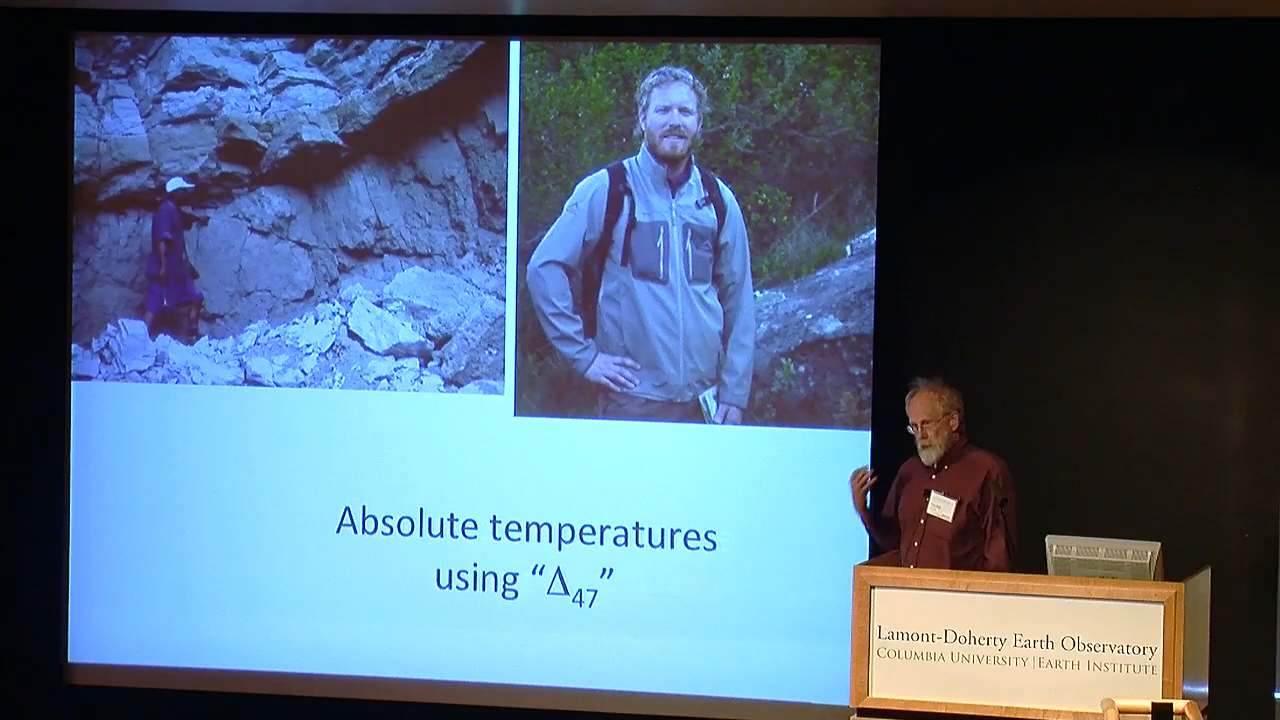 Absolute temperatures
using “Δ47”
Lamont-Doherty Earth Observatory
COLUMBIA UNIVERSITY | EARTH INSTITUTE